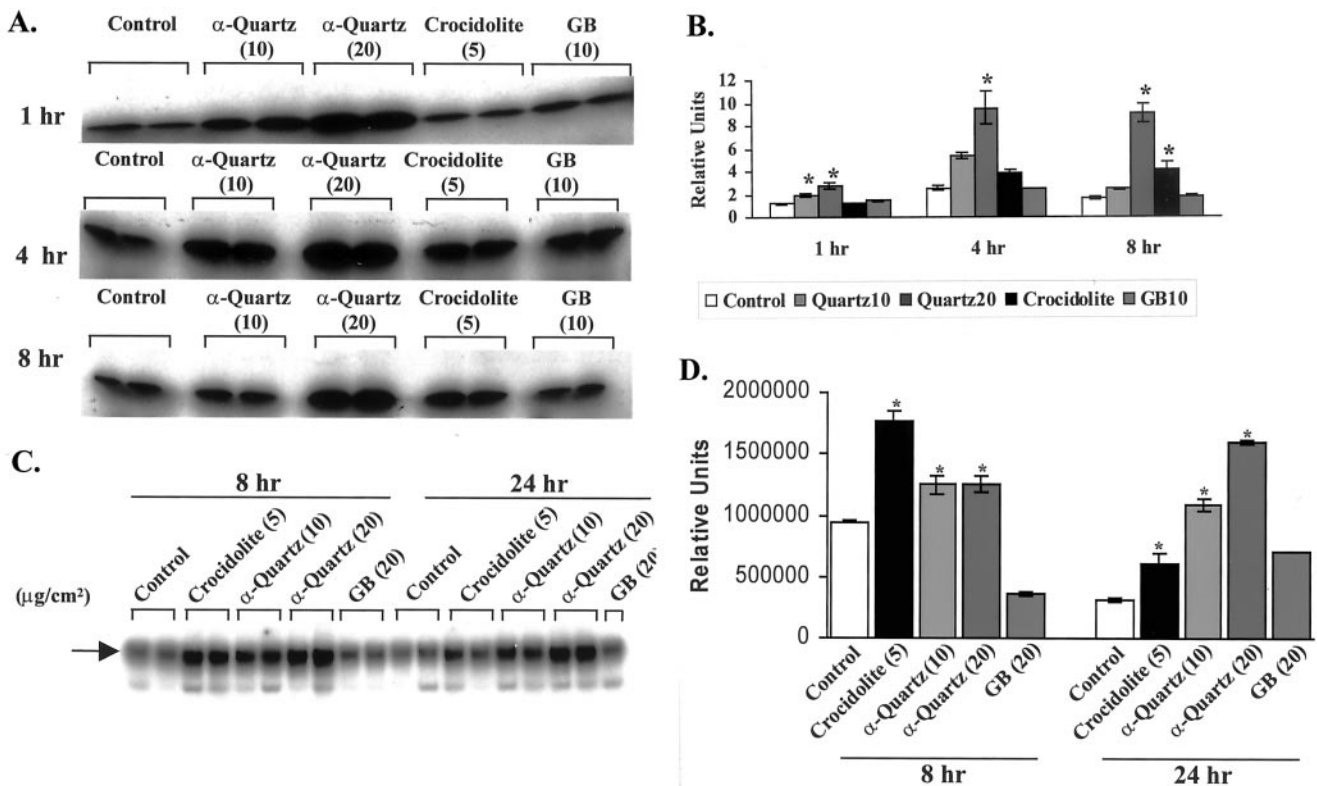 A.
Control α-Quartz α-Quartz Crocidolite GB
(10) (20) (5) (10)
1 hr
Control α-Quartz α-Quartz Crocidolite GB
(10) (20) (5) (10)
4 hr
Control α-Quartz α-Quartz Crocidolite GB
(10) (20) (5) (10)
8 hr
B.
Relative Units
12
10
8
6
4
2
0
* *
*
* *
1 hr 4 hr 8 hr
Control Quartz10 Quartz20 Crocidolite GB10
C.
8 hr 24 hr
Control Crocidolite (5) α-Quartz (10) α-Quartz (20) GB (20) Control Crocidolite (5) α-Quartz (10) α-Quartz (20) GB (20)
(μg/cm²)
D.
Relative Units
2000000
1500000
1000000
500000
0
* * *
* * *
Control Crocidolite (5) α-Quartz (10) α-Quartz (20) GB (20) Control Crocidolite (5) α-Quartz (10) α-Quartz (20) GB (20)
8 hr 24 hr